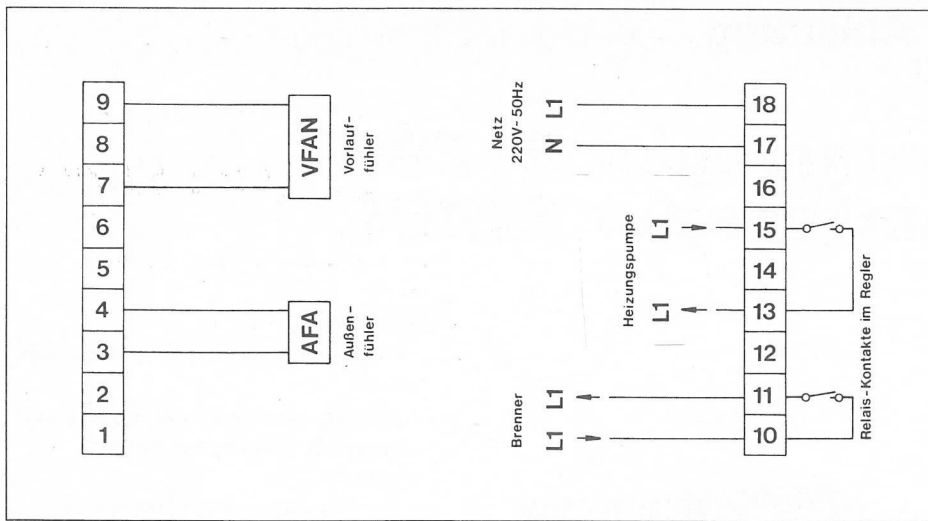 9
8
7
6
5
4
3
2
1
VFAN
Vorlauf-
fühler
AFA
Außen-
fühler
Netz
220V-50Hz
L1
N
Heizungspumpe
L1
L1
Brenner
L1
L1
18
17
16
15
14
13
12
11
10
Relais-Kontakte im Regler